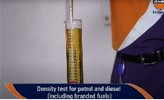 Density test for petrol and diesel
(including branded fuels)